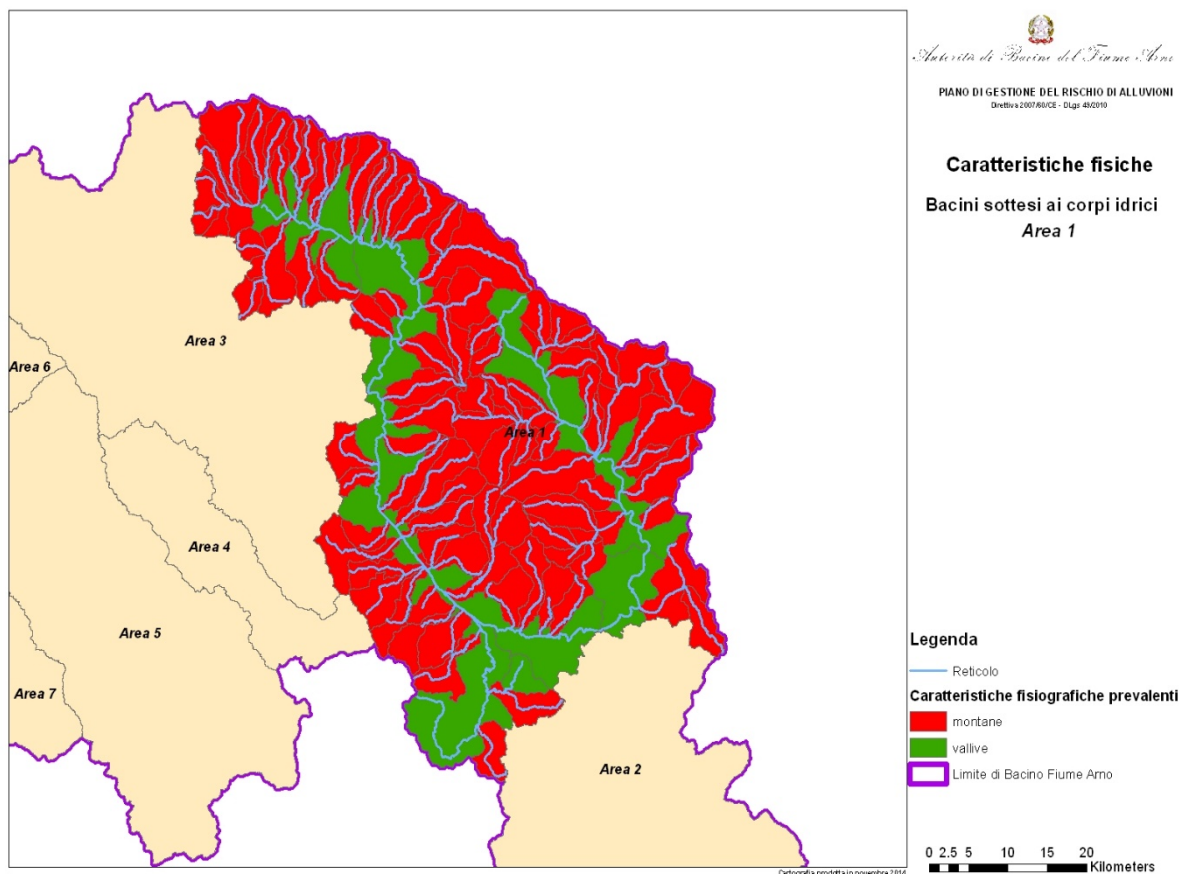 Autorità di Bacino del Fiume Arno
PIANO DI GESTIONE DEL RISCHIO DI ALLUVIONI
Direttiva 2007/60/CE - DLgs 49/2010
Caratteristiche fisiche
Bacini sottesi ai corpi idrici
Area 1
Area 3
Area 6
Area 1
Area 4
Area 5
Area 7
Area 2
Legenda
Reticolo
Caratteristiche fisiografiche prevalenti
montane
vallive
Limite di Bacino Fiume Arno
0 2.5 5 10 15 20
Kilometers
Cartografia prodotta in novembre 2014